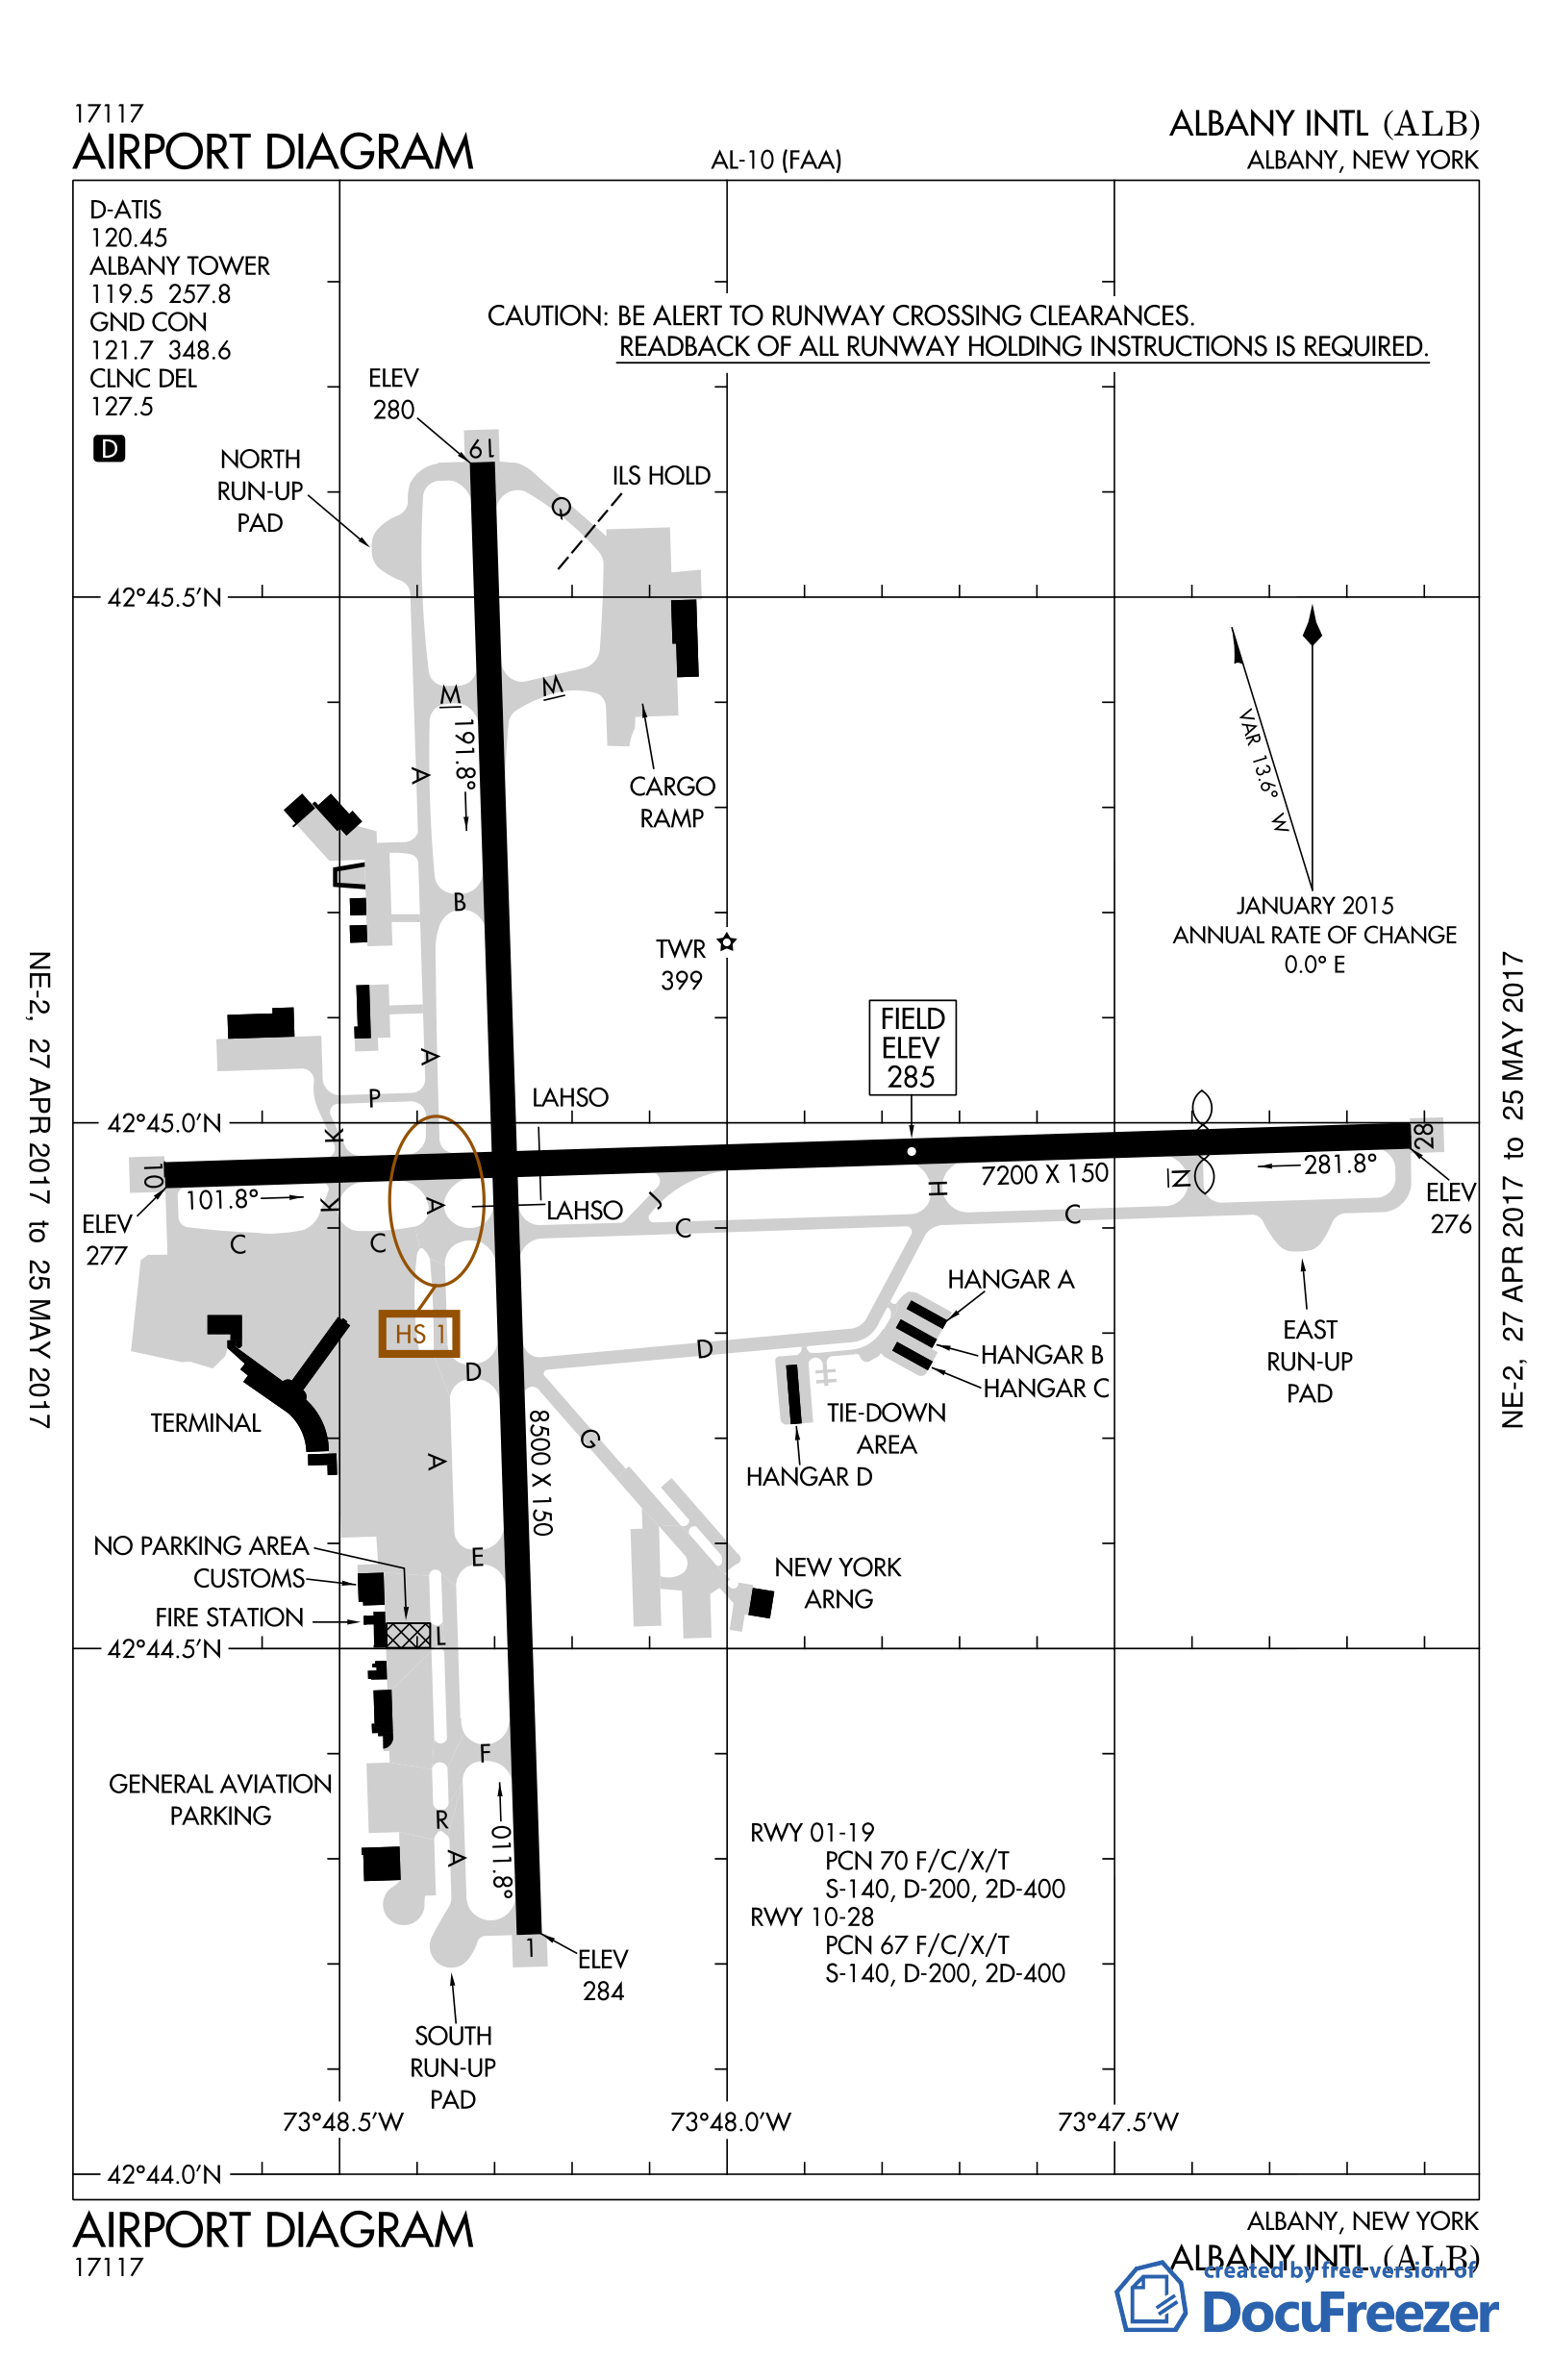 17117
AIRPORT DIAGRAM
AL-10 (FAA)
ALBANY INTL (ALB)
ALBANY, NEW YORK
D-ATIS
120.45
ALBANY TOWER
119.5 257.8
GND CON
121.7 348.6
CLNC DEL
127.5
D
CAUTION: BE ALERT TO RUNWAY CROSSING CLEARANCES.
READBACK OF ALL RUNWAY HOLDING INSTRUCTIONS IS REQUIRED.
ELEV
280
19
NORTH
RUN-UP
PAD
ILS HOLD
Q
42°45.5'N
M
M
191.8°
A
CARGO
RAMP
VAR 13.6° W
JANUARY 2015
ANNUAL RATE OF CHANGE
0.0° E
B
TWR
399
FIELD
ELEV
285
A
P
LAHSO
42°45.0'N
K
10
101.8°
K
A
LAHSO
J
H
7200 X 150
N
281.8°
28
ELEV
277
ELEV
276
C
C
C
C
HS 1
HANGAR A
HANGAR B
HANGAR C
EAST
RUN-UP
PAD
D
D
TERMINAL
A
8500 X 150
G
TIE-DOWN
AREA
HANGAR D
NO PARKING AREA
CUSTOMS
FIRE STATION
E
NEW YORK
ARNG
L
42°44.5'N
F
GENERAL AVIATION
PARKING
R
A
011.8°
RWY 01-19
PCN 70 F/C/X/T
S-140, D-200, 2D-400
RWY 10-28
PCN 67 F/C/X/T
S-140, D-200, 2D-400
1
ELEV
284
SOUTH
RUN-UP
PAD
73°48.5'W
73°48.0'W
73°47.5'W
42°44.0'N
NE-2, 27 APR 2017 to 25 MAY 2017
NE-2, 27 APR 2017 to 25 MAY 2017
AIRPORT DIAGRAM
17117
ALBANY, NEW YORK
ALBANY INTL (ALB)
created by free version of
DocuFreezer